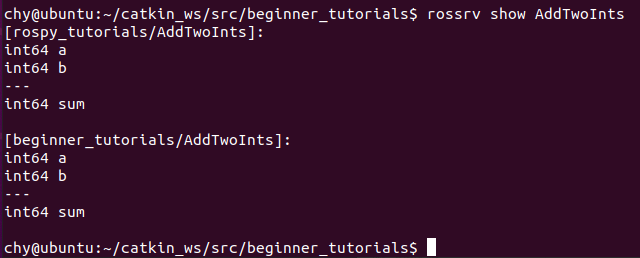 chy@ubuntu:~/catkin_ws/src/beginner_tutorials$ rossrv show AddTwoInts
[rospy_tutorials/AddTwoInts]:
int64 a
int64 b
---
int64 sum
[beginner_tutorials/AddTwoInts]:
int64 a
int64 b
---
int64 sum
chy@ubuntu:~/catkin_ws/src/beginner_tutorials$